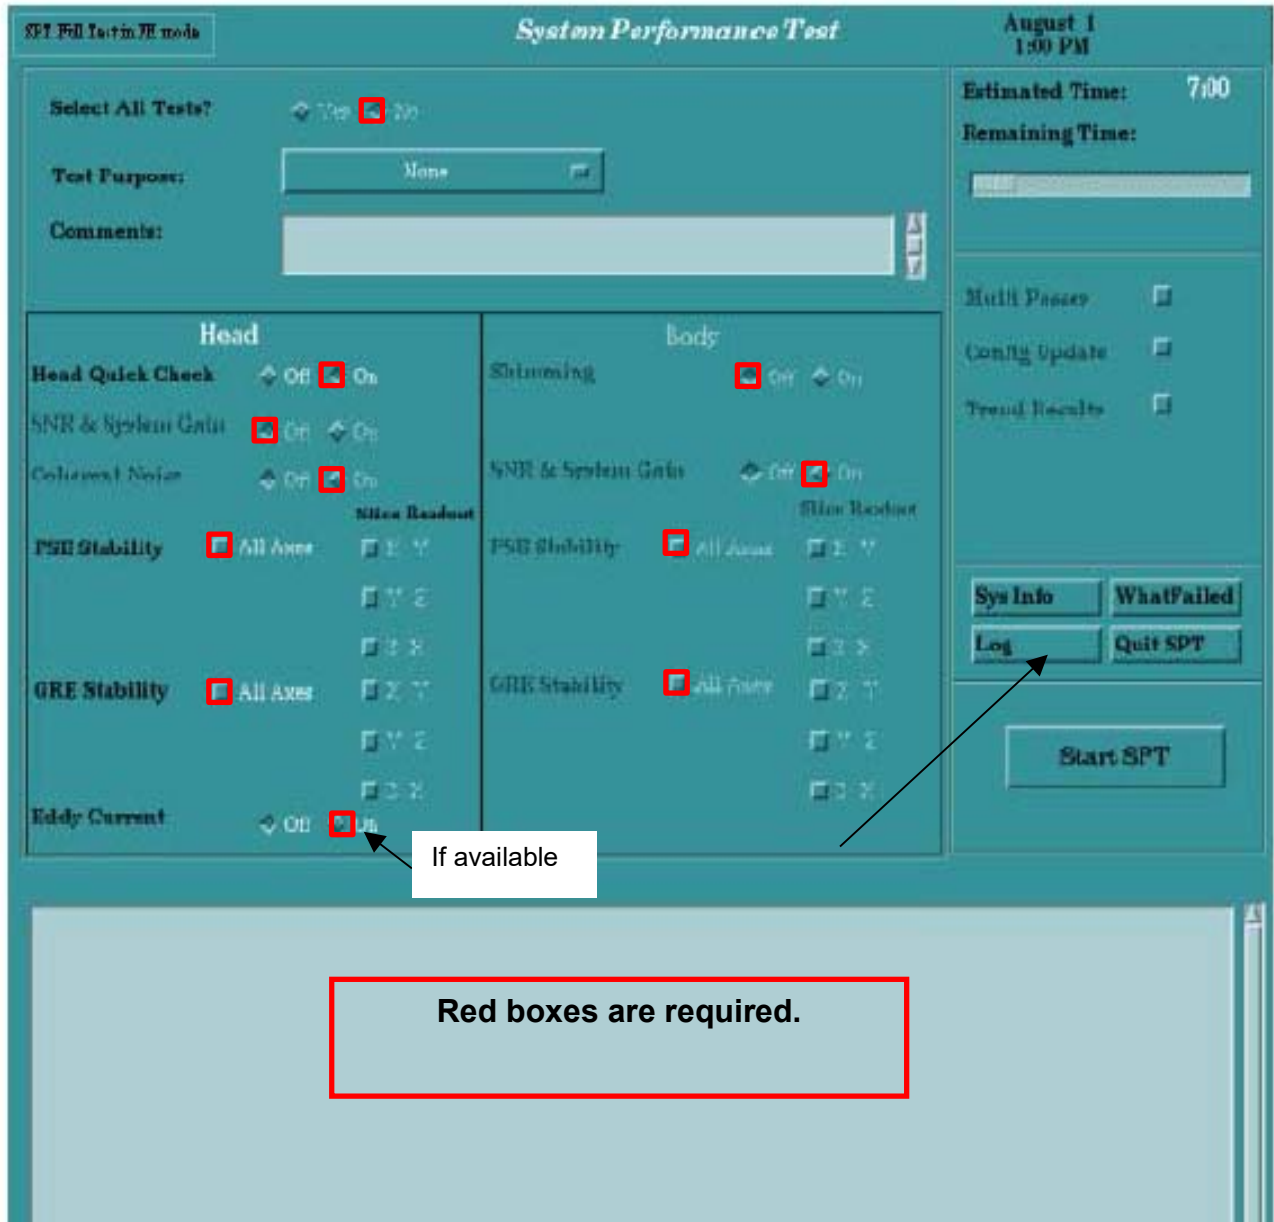 System Performance Test
August 1
1:00 PM
Select All Tests? Yes No
Test Purpose: None
Comments:
Estimated Time: 7:00
Remaining Time:
Multi Passes
Config Update
Trend Results
Head
Head Quick Check Off On
SNR & System Gain Off On
Coherent Noise Off On
Slice Readout
PSE Stability All Axes X Y
Y Z
Z X
GRE Stability All Axes X Y
Y Z
Z X
Eddy Current Off On
If available
Body
Shimming Off On
SNR & System Gain Off On
Slice Readout
PSE Stability All Axes X Y
Y Z
Z X
GRE Stability All Axes X Y
Y Z
Z X
Sys Info WhatFailed
Log Quit SPT
Start SPT
Red boxes are required.